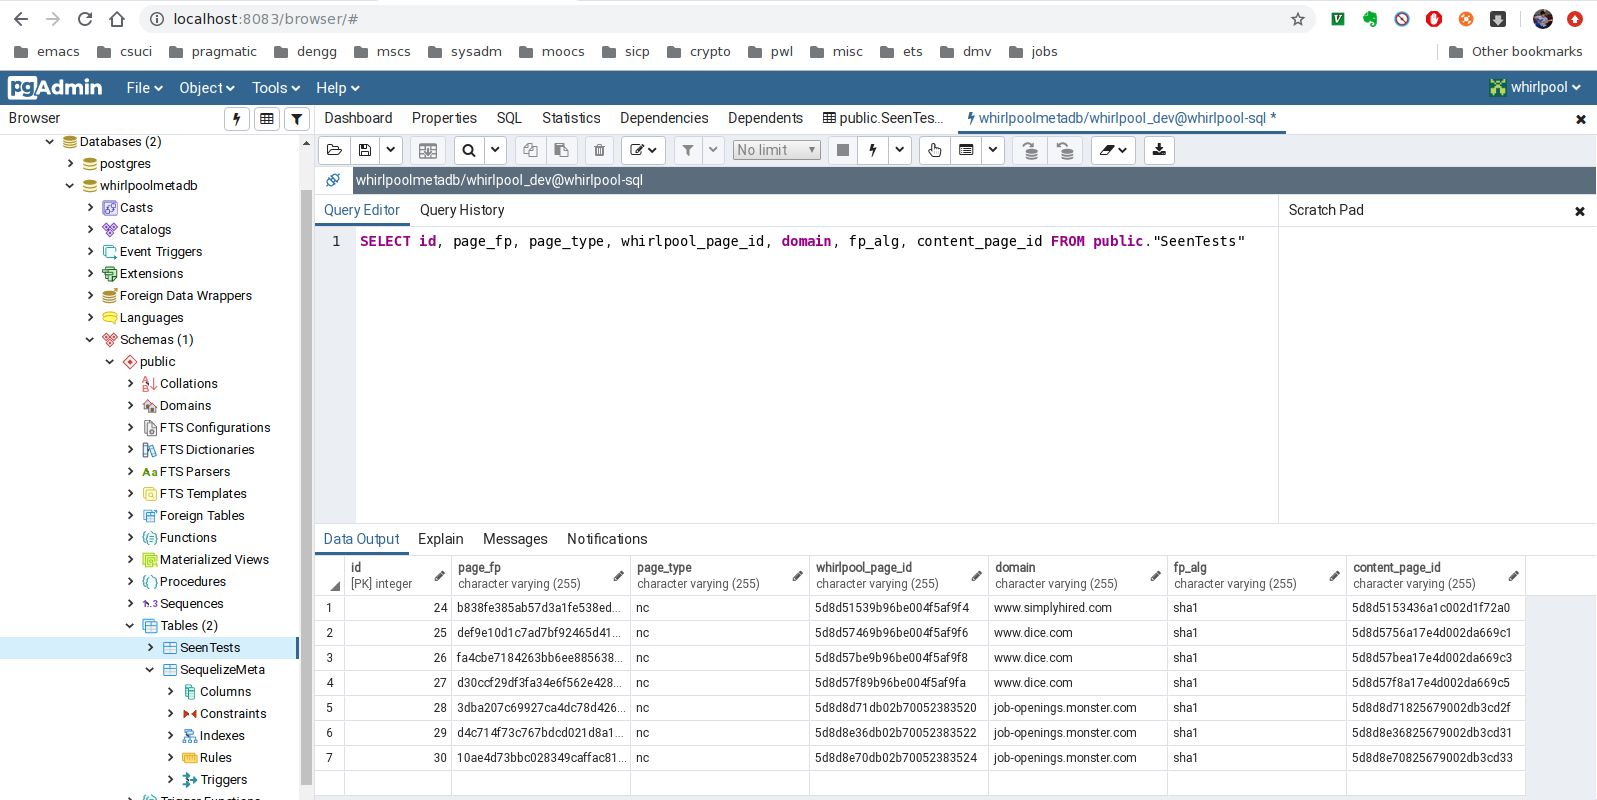 localhost:8083/browser/#
emacs csuci pragmatic dengg mscs sysadm moocs sicp crypto pwl misc ets dmv jobs Other bookmarks
pgAdmin File Object Tools Help whirlpool
Browser
Dashboard Properties SQL Statistics Dependencies Dependents public.SeenTes... whirlpoolmetadb/whirlpool_dev@whirlpool-sql *
No limit
whirlpoolmetadb/whirlpool_dev@whirlpool-sql
Query Editor Query History Scratch Pad
1 SELECT id, page_fp, page_type, whirlpool_page_id, domain, fp_alg, content_page_id FROM public."SeenTests"
Databases (2)
postgres
whirlpoolmetadb
Casts
Catalogs
Event Triggers
Extensions
Foreign Data Wrappers
Languages
Schemas (1)
public
Collations
Domains
FTS Configurations
FTS Dictionaries
Aa FTS Parsers
FTS Templates
Foreign Tables
Functions
Materialized Views
Procedures
1..3 Sequences
Tables (2)
SeenTests
SequelizeMeta
Columns
Constraints
Indexes
Rules
Triggers
Trigger Functions
Data Output Explain Messages Notifications
id page_fp page_type whirlpool_page_id domain fp_alg content_page_id
[PK] integer character varying (255) character varying (255) character varying (255) character varying (255) character varying (255) character varying (255)
1 24 b838fe385ab57d3a1fe538ed... nc 5d8d51539b96be004f5af9f4 www.simplyhired.com sha1 5d8d5153436a1c002d1f72a0
2 25 def9e10d1c7ad7bf92465d41... nc 5d8d57469b96be004f5af9f6 www.dice.com sha1 5d8d5756a17e4d002da669c1
3 26 fa4cbe7184263bb6ee885638... nc 5d8d57be9b96be004f5af9f8 www.dice.com sha1 5d8d57bea17e4d002da669c3
4 27 d30ccf29df3fa34e6f562e428... nc 5d8d57f89b96be004f5af9fa www.dice.com sha1 5d8d57f8a17e4d002da669c5
5 28 3dba207c69927ca4dc78d426... nc 5d8d8d71db02b70052383520 job-openings.monster.com sha1 5d8d8d71825679002db3cd2f
6 29 d4c714f73c767bdcd021d8a1... nc 5d8d8e36db02b70052383522 job-openings.monster.com sha1 5d8d8e36825679002db3cd31
7 30 10ae4d73bbc028349caffac81... nc 5d8d8e70db02b70052383524 job-openings.monster.com sha1 5d8d8e70825679002db3cd33